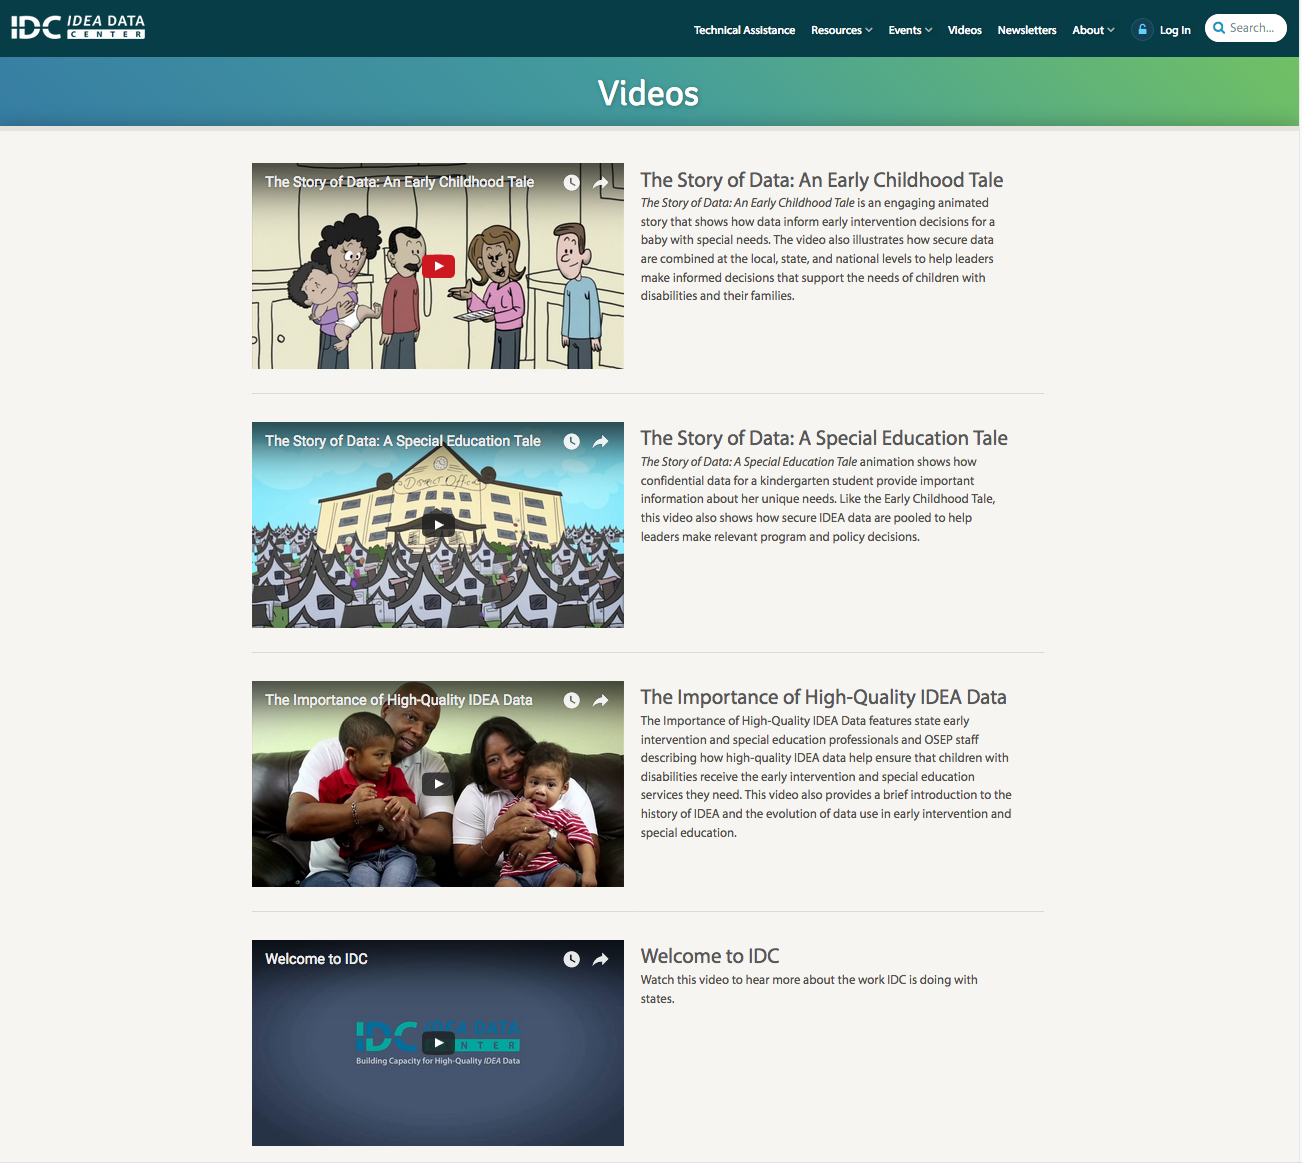 IDC IDEA DATA
CENTER
Technical Assistance Resources Events Videos Newsletters About Log In Search...
Videos
The Story of Data: An Early Childhood Tale
The Story of Data: An Early Childhood Tale
The Story of Data: An Early Childhood Tale is an engaging animated
story that shows how data inform early intervention decisions for a
baby with special needs. The video also illustrates how secure data
are combined at the local, state, and national levels to help leaders
make informed decisions that support the needs of children with
disabilities and their families.
The Story of Data: A Special Education Tale
District Office
The Story of Data: A Special Education Tale
The Story of Data: A Special Education Tale animation shows how
confidential data for a kindergarten student provide important
information about her unique needs. Like the Early Childhood Tale,
this video also shows how secure IDEA data are pooled to help
leaders make relevant program and policy decisions.
The Importance of High-Quality IDEA Data
The Importance of High-Quality IDEA Data
The Importance of High-Quality IDEA Data features state early
intervention and special education professionals and OSEP staff
describing how high-quality IDEA data help ensure that children with
disabilities receive the early intervention and special education
services they need. This video also provides a brief introduction to the
history of IDEA and the evolution of data use in early intervention and
special education.
Welcome to IDC
IDC IDEA DATA
NTER
Building Capacity for High-Quality IDEA Data
Welcome to IDC
Watch this video to hear more about the work IDC is doing with
states.